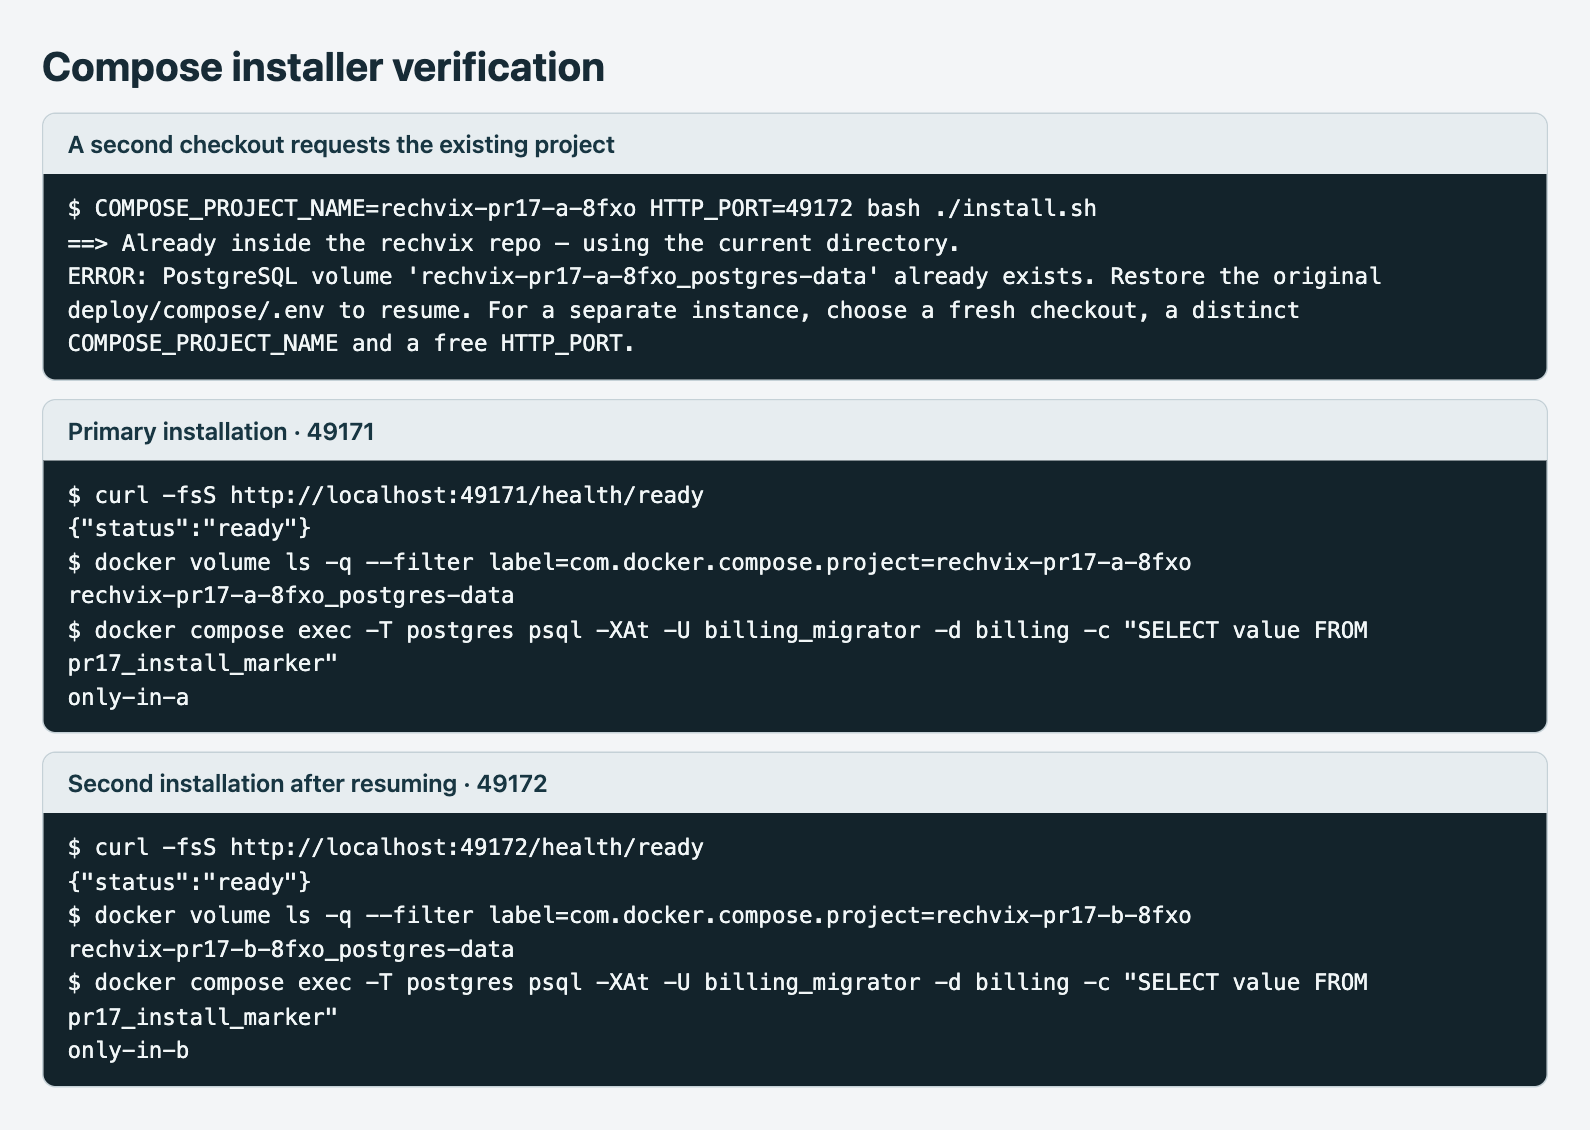 Compose installer verification
A second checkout requests the existing project
$ COMPOSE_PROJECT_NAME=rechvix-pr17-a-8fxo HTTP_PORT=49172 bash ./install.sh
==> Already inside the rechvix repo — using the current directory.
ERROR: PostgreSQL volume 'rechvix-pr17-a-8fxo_postgres-data' already exists. Restore the original
deploy/compose/.env to resume. For a separate instance, choose a fresh checkout, a distinct
COMPOSE_PROJECT_NAME and a free HTTP_PORT.
Primary installation · 49171
$ curl -fsS http://localhost:49171/health/ready
{"status":"ready"}
$ docker volume ls -q --filter label=com.docker.compose.project=rechvix-pr17-a-8fxo
rechvix-pr17-a-8fxo_postgres-data
$ docker compose exec -T postgres psql -XAt -U billing_migrator -d billing -c "SELECT value FROM
pr17_install_marker"
only-in-a
Second installation after resuming · 49172
$ curl -fsS http://localhost:49172/health/ready
{"status":"ready"}
$ docker volume ls -q --filter label=com.docker.compose.project=rechvix-pr17-b-8fxo
rechvix-pr17-b-8fxo_postgres-data
$ docker compose exec -T postgres psql -XAt -U billing_migrator -d billing -c "SELECT value FROM
pr17_install_marker"
only-in-b